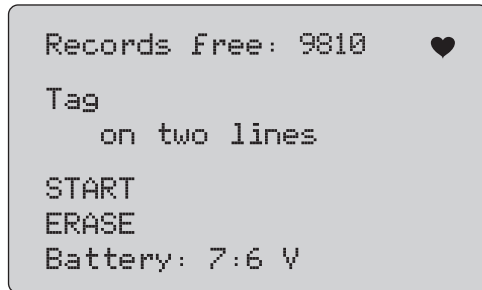 Records free: 9810 ♥
Tag
on two lines
START
ERASE
Battery: 7:6 V